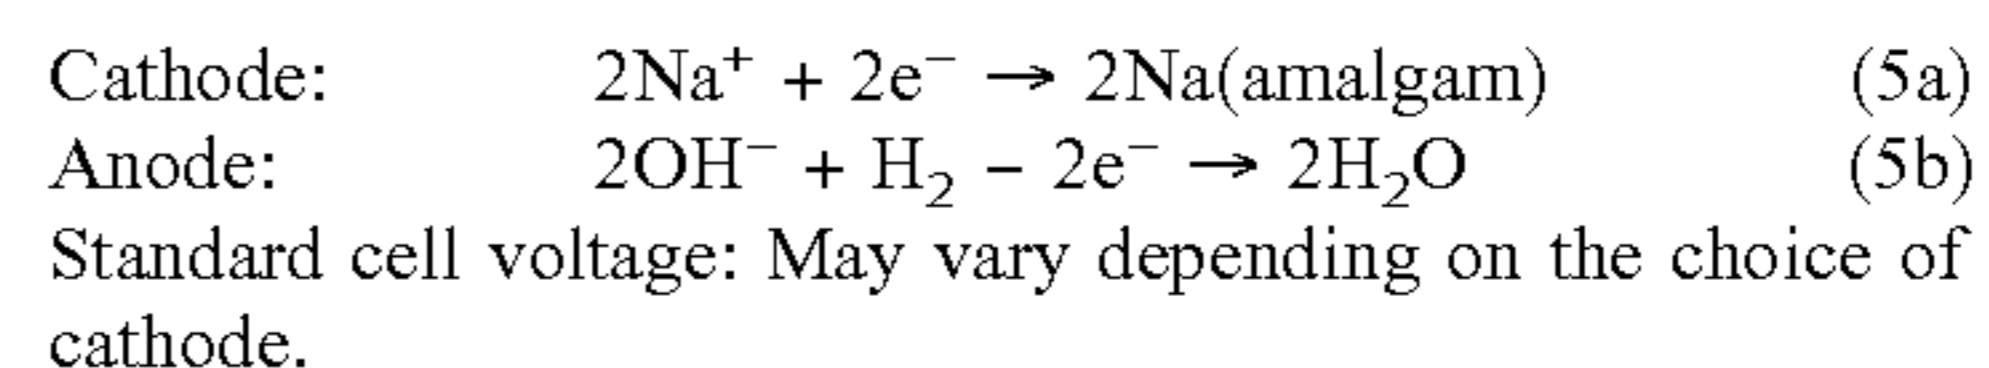 Cathode: 2Na⁺ + 2e⁻ → 2Na(amalgam) (5a)
Anode: 2OH⁻ + H₂ − 2e⁻ → 2H₂O (5b)
Standard cell voltage: May vary depending on the choice of
cathode.